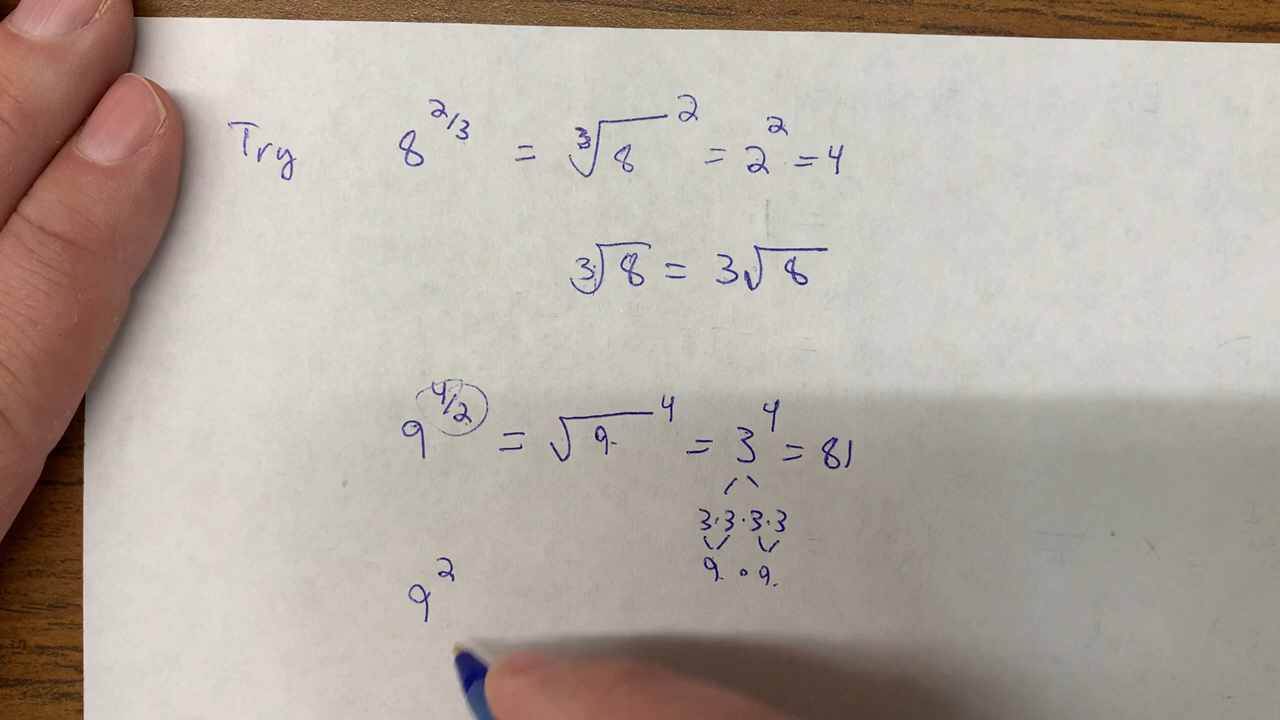 Try 8^{2/3} = ∛8^2 = 2^2 = 4
∛8 = 3√8
9^{4/2} = √9^4 = 3^4 = 81
3·3·3·3
9·9
9^2